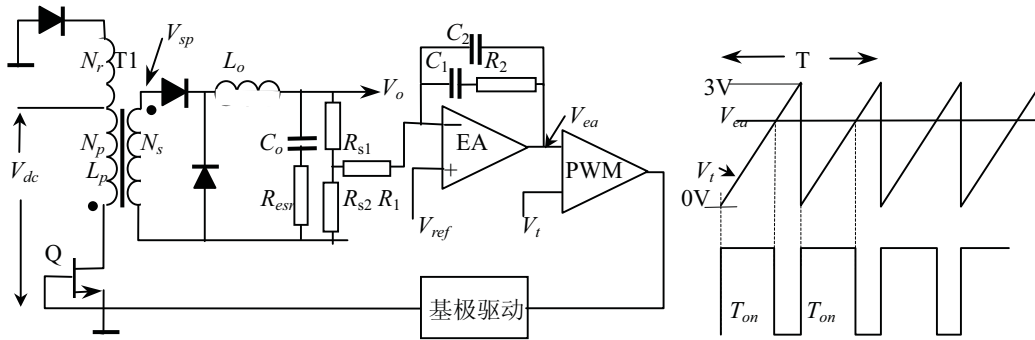 N_r T1
V_sp
L_o
V_o
C_2
C_1 R_2
V_ea
N_p N_s
L_p
V_dc
C_o
R_esr
R_s1
R_s2 R_1
EA
V_ref
PWM
V_t
Q
基极驱动
T
3V
V_ea
V_t
0V
T_on T_on